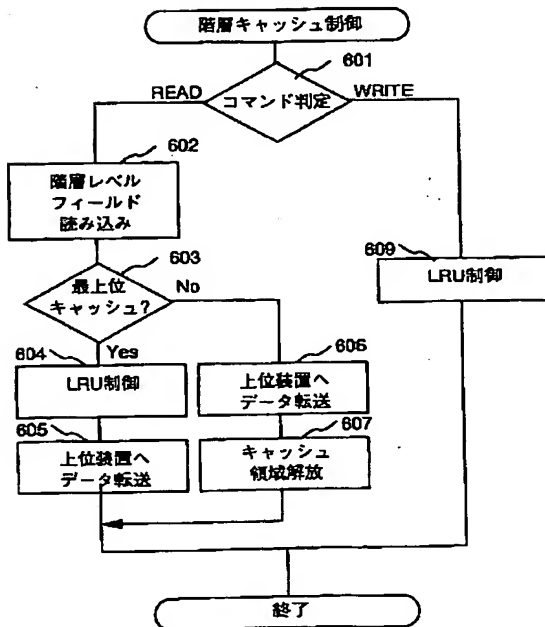 階層キャッシュ制御
601
READ
コマンド判定
WRITE
602
階層レベル
フィールド
読み込み
603
最上位
キャッシュ?
No
609
LRU制御
604
Yes
LRU制御
606
上位装置へ
データ転送
605
上位装置へ
データ転送
607
キャッシュ
領域解放
終了